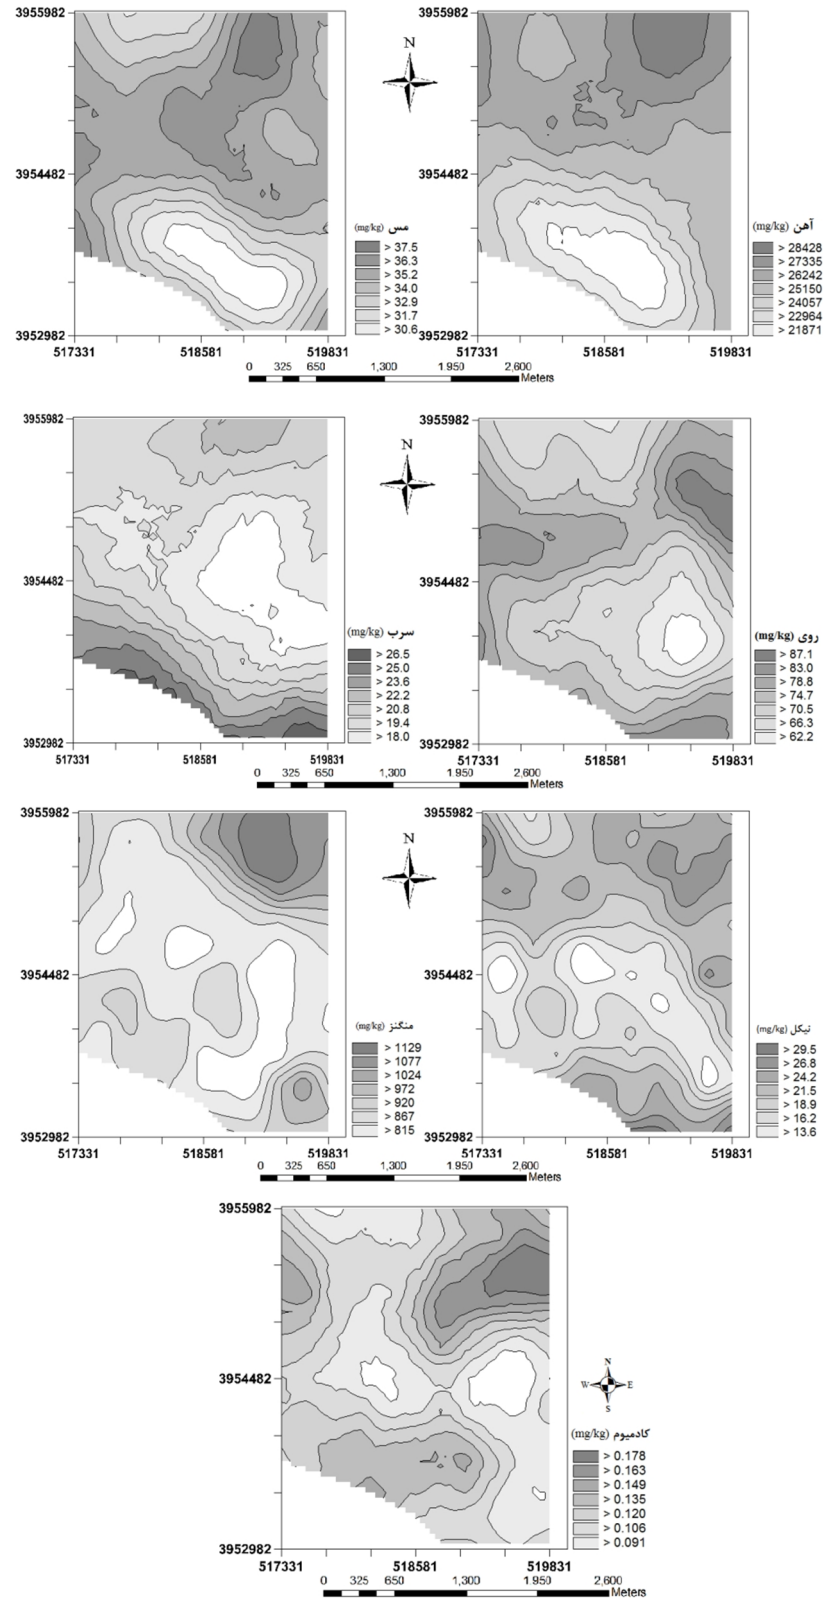 3955982
3954482
3952982
517331 518581 519831
N
مس (mg/kg)
> 37.5
> 36.3
> 35.2
> 34.0
> 32.9
> 31.7
> 30.6
3955982
3954482
3952982
517331 518581 519831
آهن (mg/kg)
> 28428
> 27335
> 26242
> 25150
> 24057
> 22964
> 21871
0 325 650 1,300 1.950 2,600
Meters
3955982
3954482
3952982
517331 518581 519831
N
سرب (mg/kg)
> 26.5
> 25.0
> 23.6
> 22.2
> 20.8
> 19.4
> 18.0
3955982
3954482
3952982
517331 518581 519831
روی (mg/kg)
> 87.1
> 83.0
> 78.8
> 74.7
> 70.5
> 66.3
> 62.2
0 325 650 1,300 1.950 2,600
Meters
3955982
3954482
3952982
517331 518581 519831
N
منگنز (mg/kg)
> 1129
> 1077
> 1024
> 972
> 920
> 867
> 815
3955982
3954482
3952982
517331 518581 519831
نیکل (mg/kg)
> 29.5
> 26.8
> 24.2
> 21.5
> 18.9
> 16.2
> 13.6
0 325 650 1,300 1.950 2,600
Meters
3955982
3954482
3952982
517331 518581 519831
N
W E
S
کادمیوم (mg/kg)
> 0.178
> 0.163
> 0.149
> 0.135
> 0.120
> 0.106
> 0.091
0 325 650 1,300 1.950 2,600
Meters